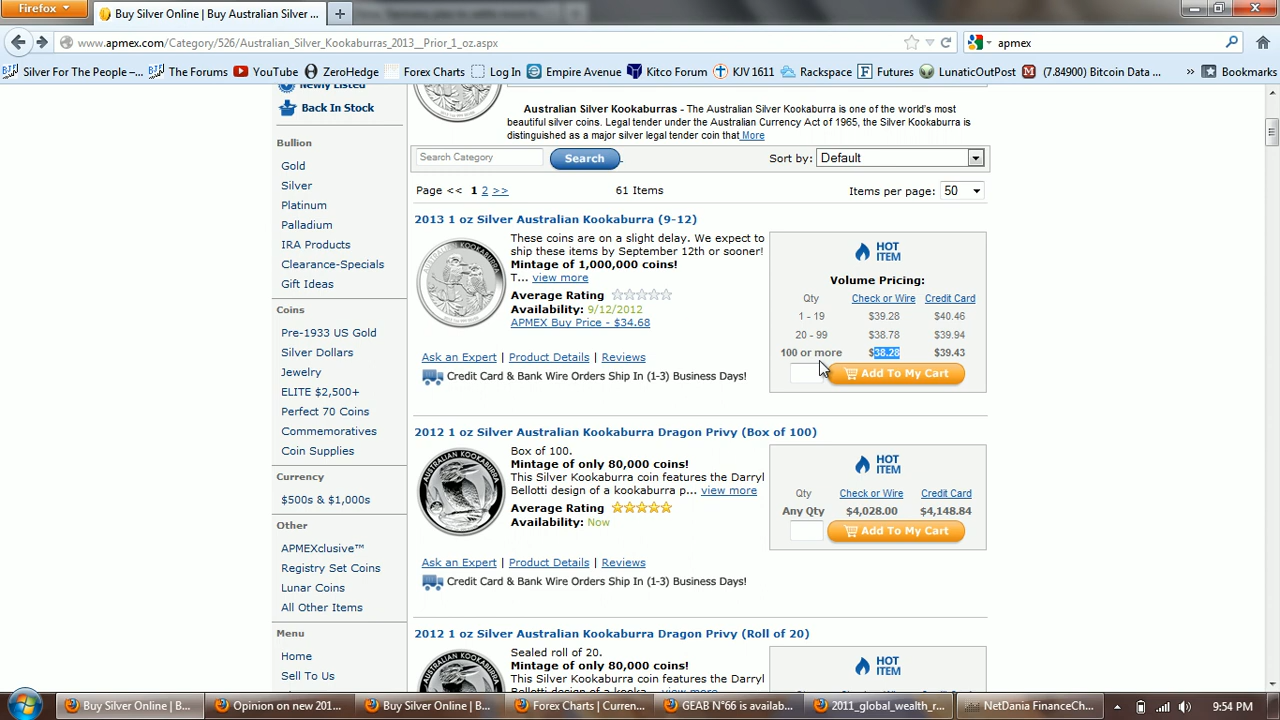 Firefox
Buy Silver Online | Buy Australian Silver ...
www.apmex.com/Category/526/Australian_Silver_Kookaburras_2013__Prior_1_oz.aspx
apmex
Silver For The People –...
The Forums
YouTube
ZeroHedge
Forex Charts
Log In
Empire Avenue
Kitco Forum
KJV 1611
Rackspace
Futures
LunaticOutPost
(7.84900) Bitcoin Data ...
»
Bookmarks
Newly Listed
Back In Stock
Bullion
Gold
Silver
Platinum
Palladium
IRA Products
Clearance-Specials
Gift Ideas
Coins
Pre-1933 US Gold
Silver Dollars
Jewelry
ELITE $2,500+
Perfect 70 Coins
Commemoratives
Coin Supplies
Currency
$500s & $1,000s
Other
APMEXclusive™
Registry Set Coins
Lunar Coins
All Other Items
Menu
Home
Sell To Us
Australian Silver Kookaburras - The Australian Silver Kookaburra is one of the world's most
beautiful silver coins. Legal tender under the Australian Currency Act of 1965, the Silver Kookaburra is
distinguished as a major silver legal tender coin that More
Search Category
Search
Sort by: Default
Page << 1 2 >>
61 Items
Items per page: 50
2013 1 oz Silver Australian Kookaburra (9-12)
These coins are on a slight delay. We expect to
ship these items by September 12th or sooner!
Mintage of 1,000,000 coins!
T... view more
Average Rating
Availability: 9/12/2012
APMEX Buy Price - $34.68
Ask an Expert | Product Details | Reviews
Credit Card & Bank Wire Orders Ship In (1-3) Business Days!
HOT
ITEM
Volume Pricing:
Qty Check or Wire Credit Card
1 - 19 $39.28 $40.46
20 - 99 $38.78 $39.94
100 or more $38.28 $39.43
Add To My Cart
2012 1 oz Silver Australian Kookaburra Dragon Privy (Box of 100)
AUSTRALIAN KOOKABURRA
Box of 100.
Mintage of only 80,000 coins!
This Silver Kookaburra coin features the Darryl
Bellotti design of a kookaburra p... view more
Average Rating
Availability: Now
Ask an Expert | Product Details | Reviews
Credit Card & Bank Wire Orders Ship In (1-3) Business Days!
HOT
ITEM
Qty Check or Wire Credit Card
Any Qty $4,028.00 $4,148.84
Add To My Cart
2012 1 oz Silver Australian Kookaburra Dragon Privy (Roll of 20)
Sealed roll of 20.
Mintage of only 80,000 coins!
This Silver Kookaburra coin features the Darryl
view more
HOT
ITEM
Buy Silver Online | B...
Opinion on new 201...
Buy Silver Online | B...
Forex Charts | Curren...
GEAB N°66 is availab...
2011_global_wealth_r...
NetDania FinanceCh...
9:54 PM